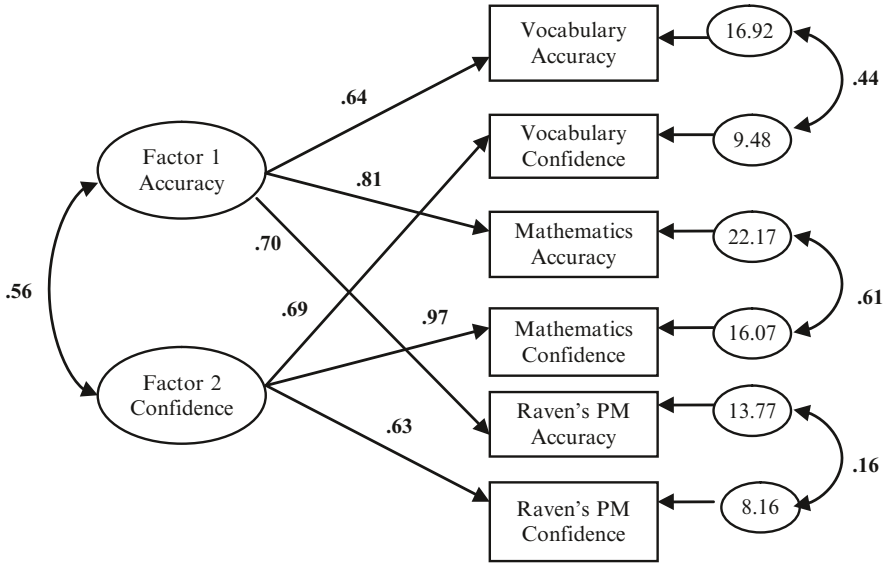 Vocabulary
Accuracy
16.92
.44
.64
Vocabulary
Confidence
9.48
Factor 1
Accuracy
.81
Mathematics
Accuracy
22.17
.70
.56
.61
.69
.97
Mathematics
Confidence
16.07
Factor 2
Confidence
.63
Raven's PM
Accuracy
13.77
.16
Raven's PM
Confidence
8.16